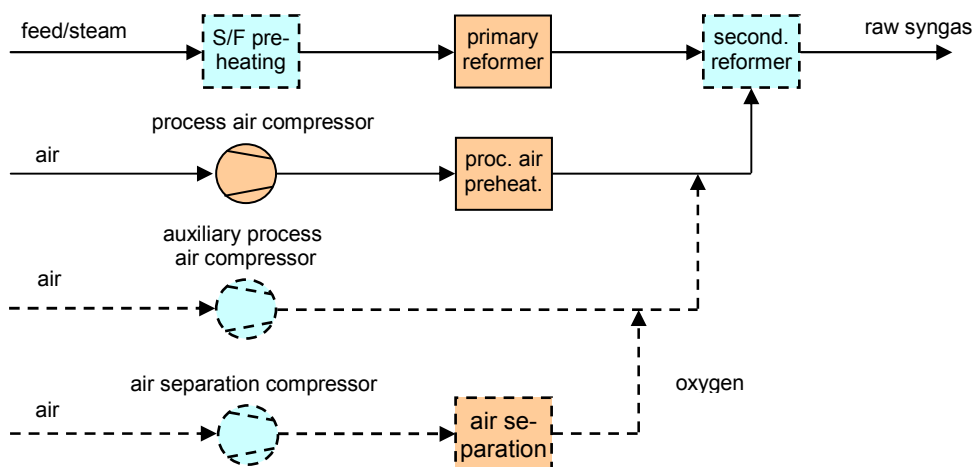 feed/steam
S/F pre-
heating
primary
reformer
second.
reformer
raw syngas
process air compressor
air
proc. air
preheat.
auxiliary process
air compressor
air
air separation compressor
air
air se-
paration
oxygen